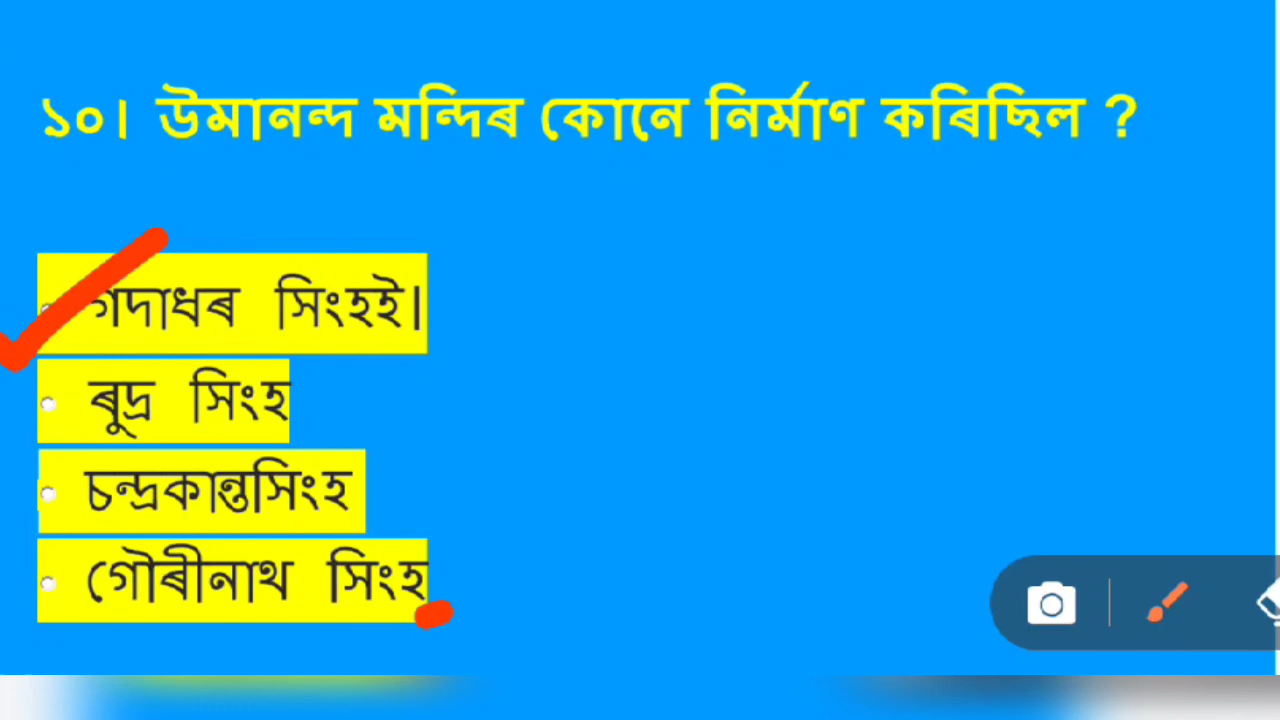 ১০। উমানন্দ মন্দিৰ কোনে নিৰ্মাণ কৰিছিল ?
গদাধৰ সিংহই।
ৰুদ্ৰ সিংহ
চন্দ্ৰকান্তসিংহ
গৌৰীনাথ সিংহ